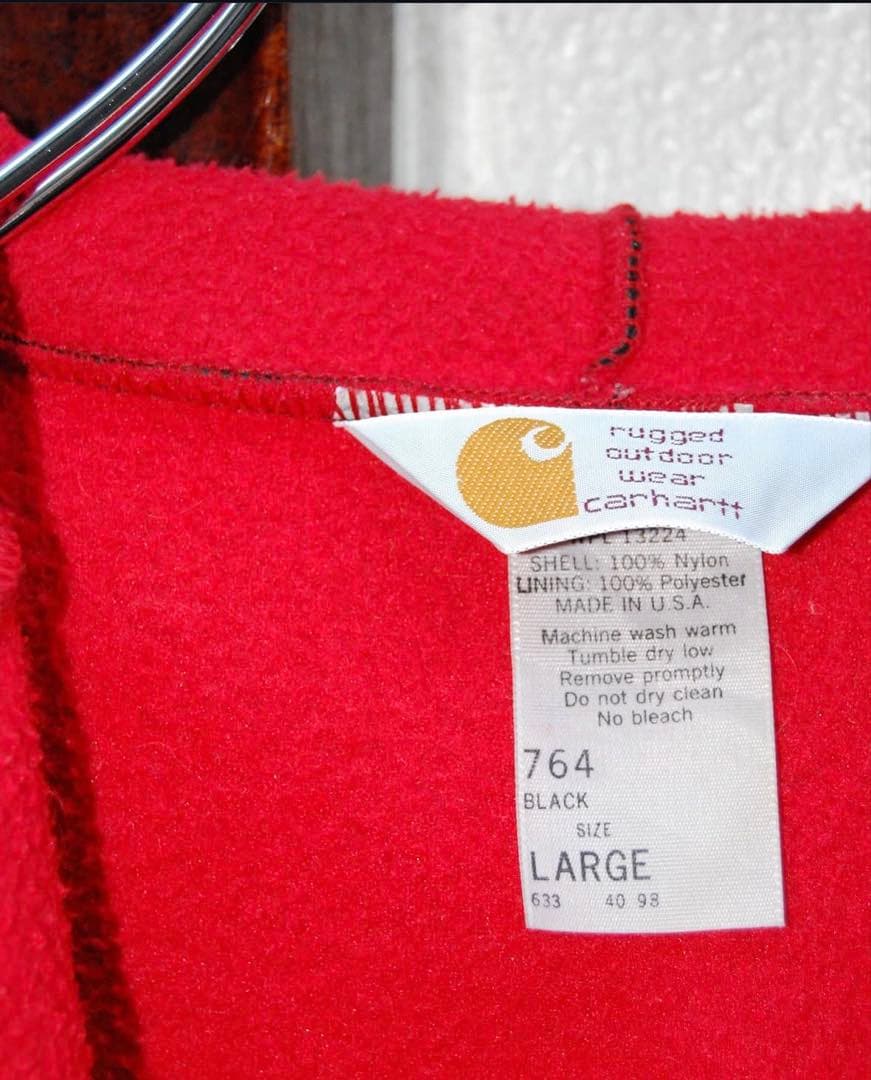 rugged
outdoor
wear
carhartt
13224
SHELL: 100% Nylon
LINING: 100% Polyester
MADE IN U.S.A.
Machine wash warm
Tumble dry low
Remove promptly
Do not dry clean
No bleach
764
BLACK
SIZE
LARGE
633 40 98